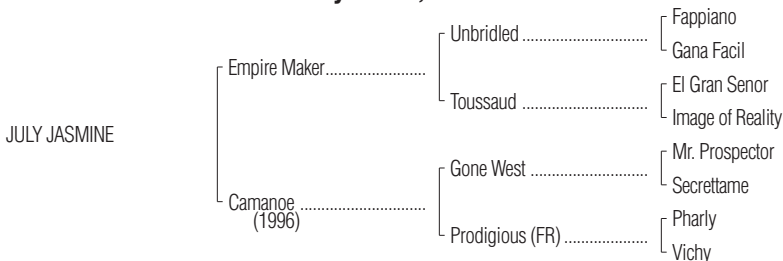 Fappiano
Unbridled
Gana Facil
Empire Maker
El Gran Senor
Toussaud
Image of Reality
JULY JASMINE
Mr. Prospector
Gone West
Secrettame
Camanoe
(1996)
Pharly
Prodigious (FR)
Vichy